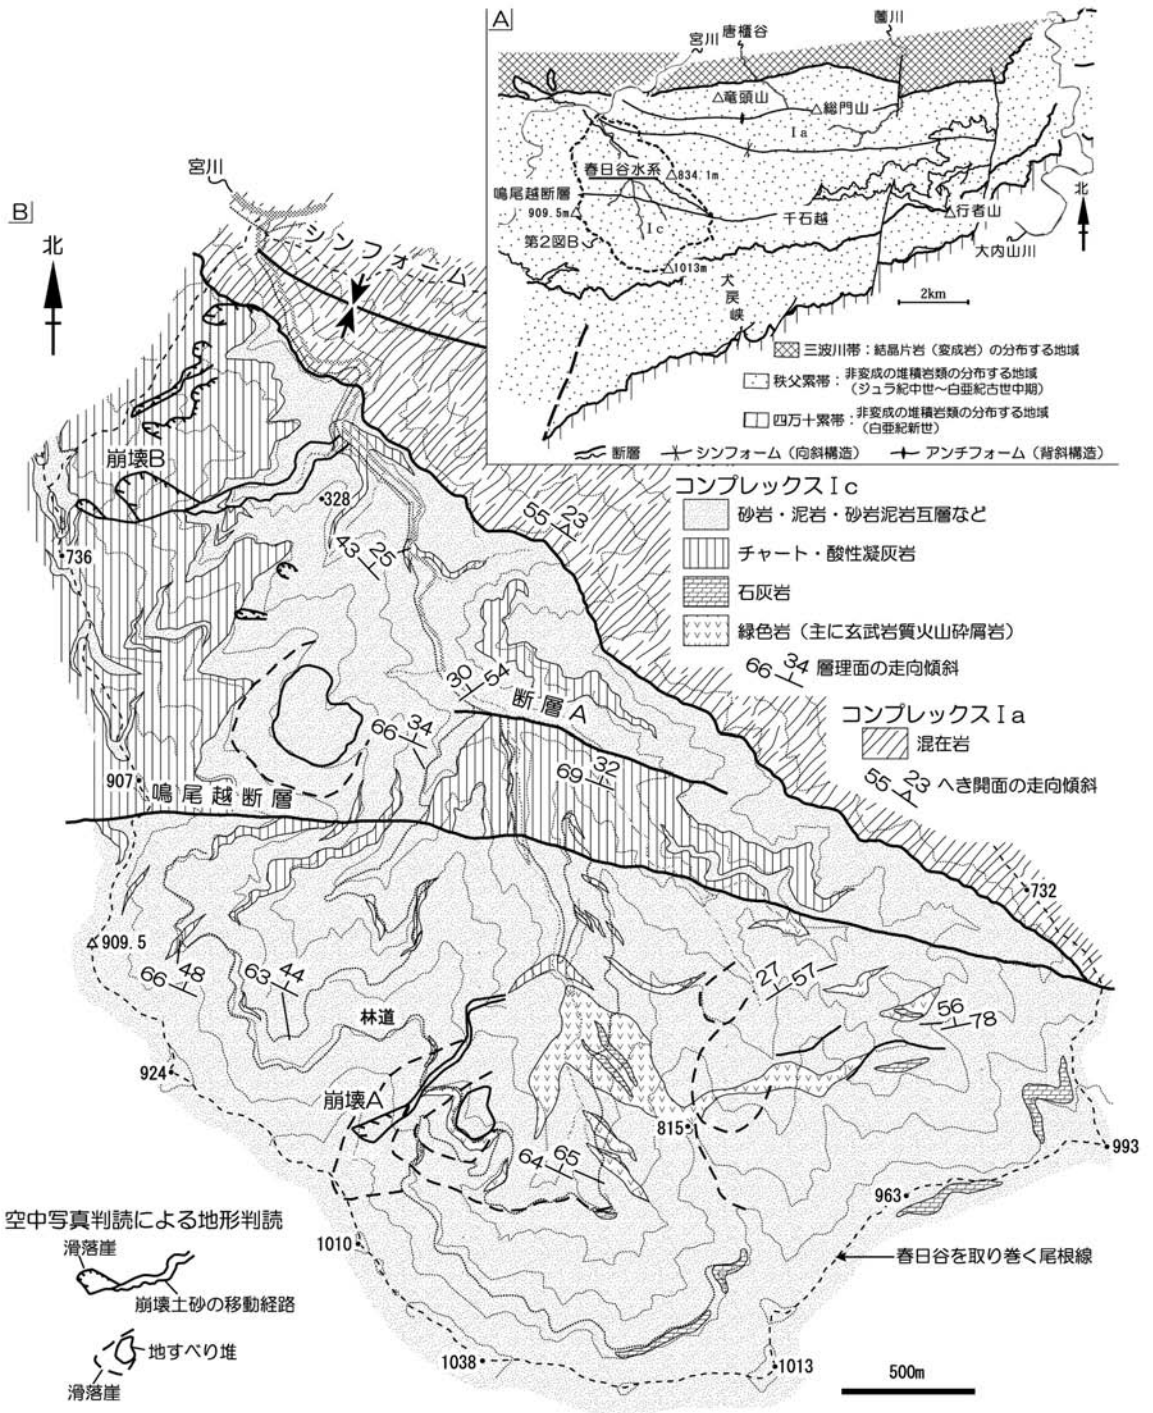 A
薗川
宮川
唐櫃谷
△竜頭山
△総門山
Ia
春日谷水系
△834.1m
鳴尾越断層
909.5m△
Ic
千石越
△行者山
北
第2図B
△1013m
大内山川
犬戻峡
2km
三波川帯：結晶片岩（変成岩）の分布する地域
秩父累帯：非変成の堆積岩類の分布する地域
（ジュラ紀中世〜白亜紀古世中期）
四万十累帯：非変成の堆積岩類の分布する地域
（白亜紀新世）
断層
シンフォーム（向斜構造）
アンチフォーム（背斜構造）
B
宮川
北
シンフォーム
崩壊B
328
736
55 23
43 25
30 54
断層A
66 34
69 32
907
鳴尾越断層
732
△909.5
66 48
63 44
27 57
56 78
林道
924
崩壊A
815
64 65
993
963
1010
春日谷を取り巻く尾根線
1038
1013
500m
コンプレックスIc
砂岩・泥岩・砂岩泥岩互層など
チャート・酸性凝灰岩
石灰岩
緑色岩（主に玄武岩質火山砕屑岩）
66 34 層理面の走向傾斜
コンプレックスIa
混在岩
55 23 へき開面の走向傾斜
空中写真判読による地形判読
滑落崖
崩壊土砂の移動経路
地すべり堆
滑落崖